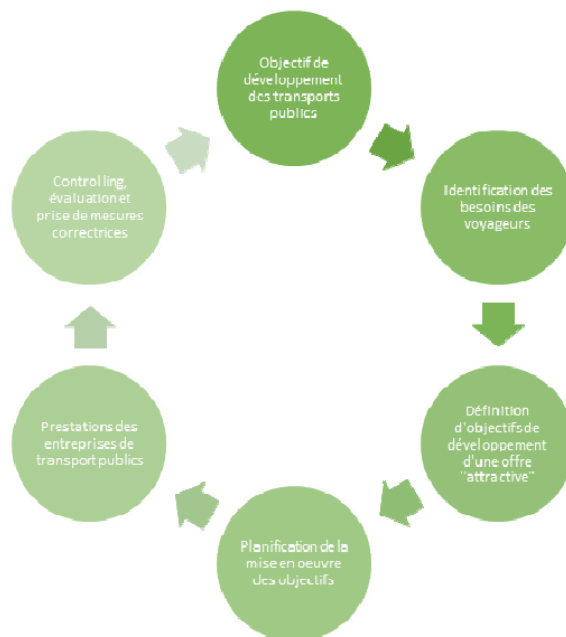 Objectif de
développement
des transports
publics
Identification des
besoins des
voyageurs
Définition
d'objectifs de
développement
d'une offre
"attractive"
Planification de la
mise en oeuvre
des objectifs
Prestations des
entreprises de
transport publics
Controlling,
évaluation et
prise de mesures
correctrices